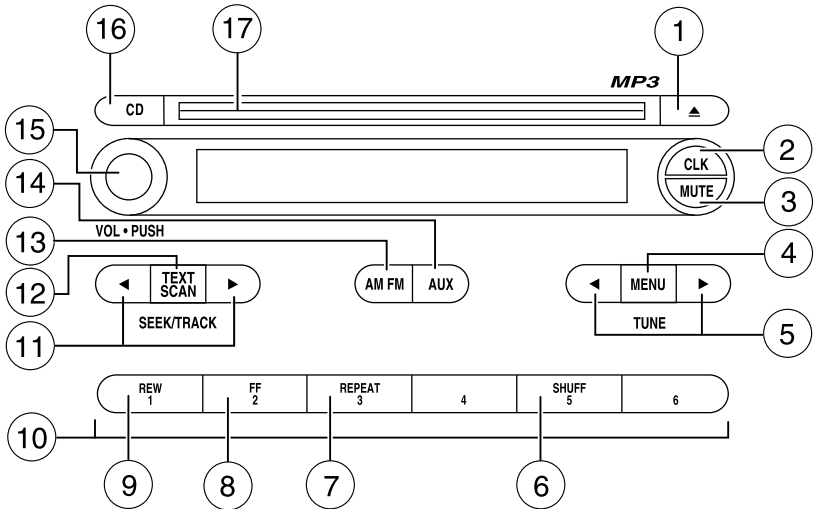 16 17 1
MP3
CD
15
2
CLK
14
MUTE
3
VOL • PUSH
13
4
12
TEXT
SCAN
AM FM AUX
MENU
SEEK/TRACK
TUNE
11
5
REW
1
FF
2
REPEAT
3
4
SHUFF
5
6
10
9 8 7 6